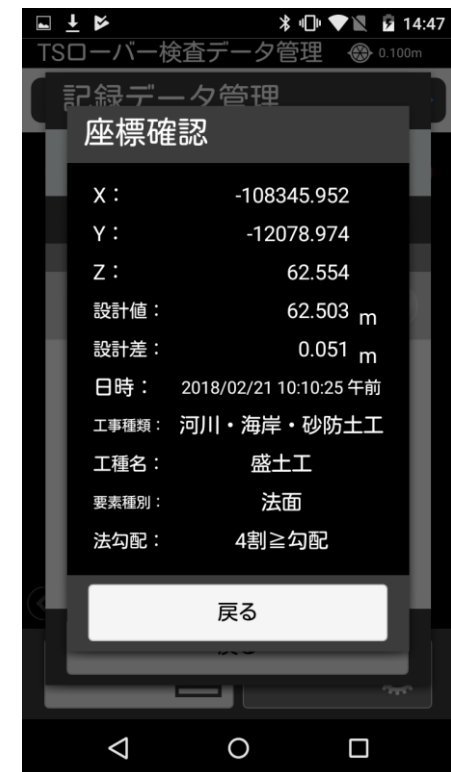 14:47
TSローバー検査データ管理 0.100m
記録データ管理
座標確認
X： -108345.952
Y： -12078.974
Z： 62.554
設計値： 62.503 m
設計差： 0.051 m
日時： 2018/02/21 10:10:25 午前
工事種類： 河川・海岸・砂防土工
工種名： 盛土工
要素種別： 法面
法勾配： 4割≧勾配
戻る